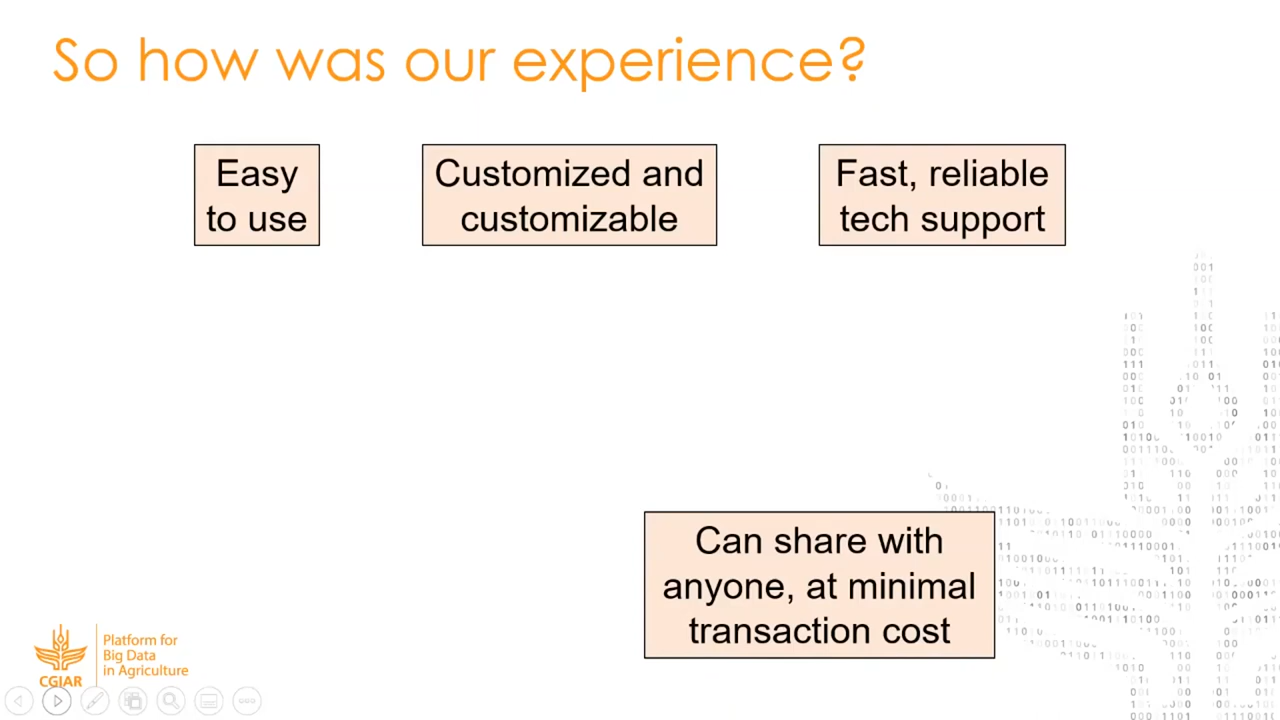 So how was our experience?
Easy
to use
Customized and
customizable
Fast, reliable
tech support
Can share with
anyone, at minimal
transaction cost
Platform for
Big Data
in Agriculture
CGIAR